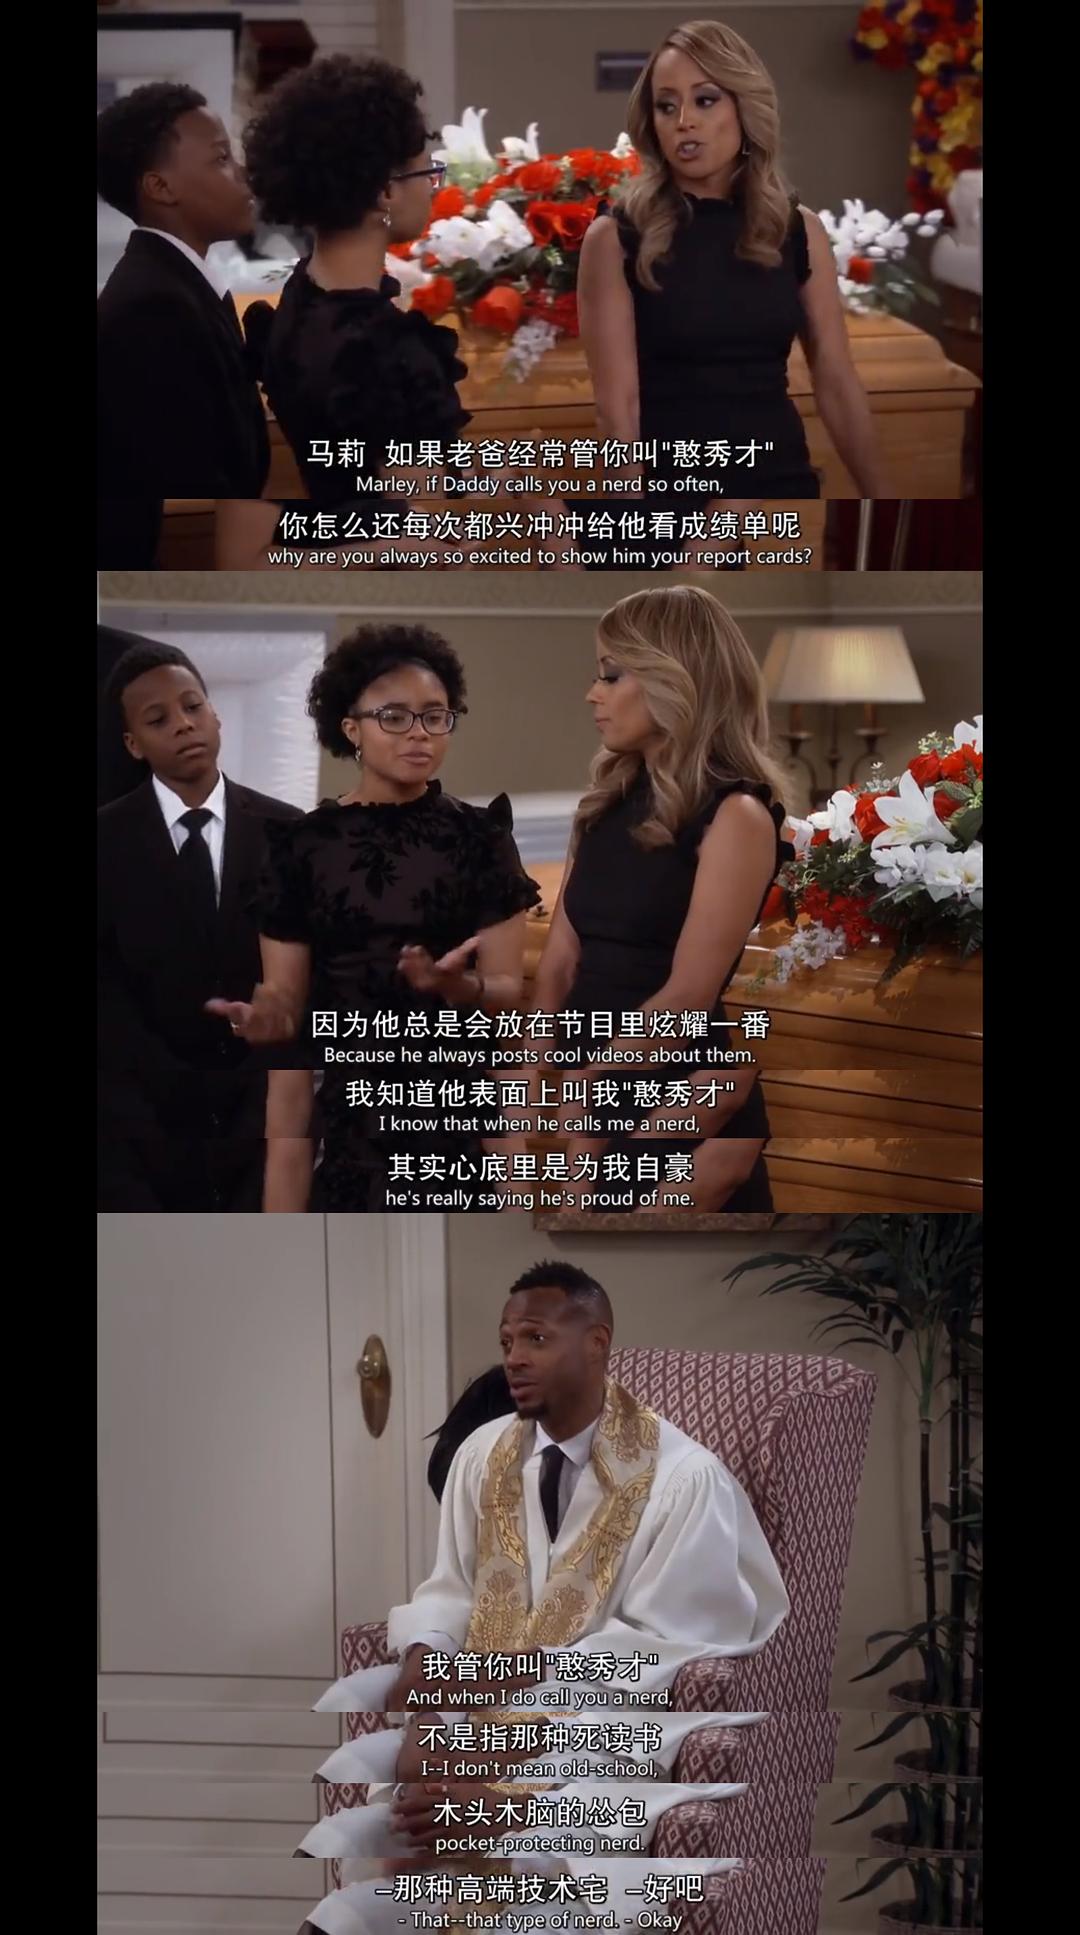 马莉 如果老爸经常管你叫"憨秀才"
Marley, if Daddy calls you a nerd so often,
你怎么还每次都兴冲冲给他看成绩单呢
why are you always so excited to show him your report cards?
因为他总是会放在节目里炫耀一番
Because he always posts cool videos about them.
我知道他表面上叫我"憨秀才"
I know that when he calls me a nerd,
其实心底里是为我自豪
he's really saying he's proud of me.
我管你叫"憨秀才"
And when I do call you a nerd,
不是指那种死读书
I--I don't mean old-school,
木头木脑的怂包
pocket-protecting nerd.
–那种高端技术宅 –好吧
- That--that type of nerd. - Okay